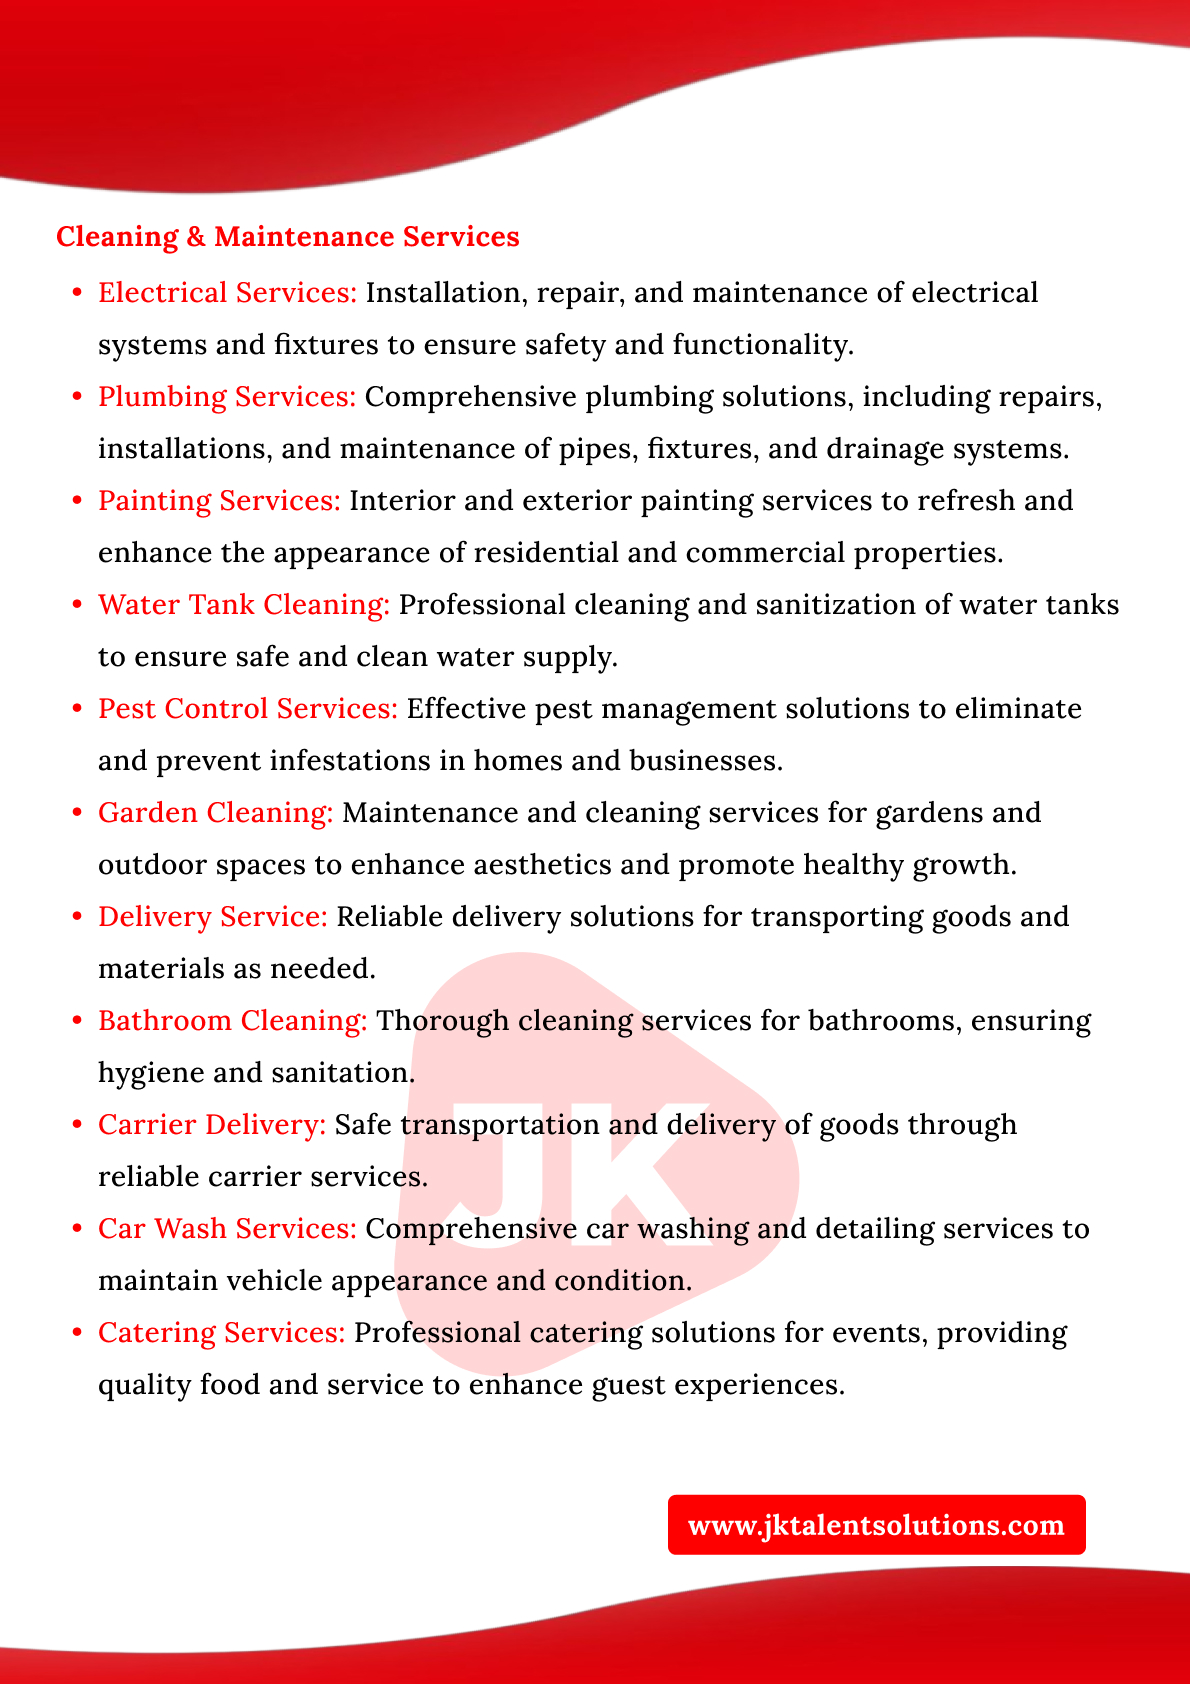 Cleaning & Maintenance Services
• Electrical Services: Installation, repair, and maintenance of electrical
systems and fixtures to ensure safety and functionality.
• Plumbing Services: Comprehensive plumbing solutions, including repairs,
installations, and maintenance of pipes, fixtures, and drainage systems.
• Painting Services: Interior and exterior painting services to refresh and
enhance the appearance of residential and commercial properties.
• Water Tank Cleaning: Professional cleaning and sanitization of water tanks
to ensure safe and clean water supply.
• Pest Control Services: Effective pest management solutions to eliminate
and prevent infestations in homes and businesses.
• Garden Cleaning: Maintenance and cleaning services for gardens and
outdoor spaces to enhance aesthetics and promote healthy growth.
• Delivery Service: Reliable delivery solutions for transporting goods and
materials as needed.
• Bathroom Cleaning: Thorough cleaning services for bathrooms, ensuring
hygiene and sanitation.
• Carrier Delivery: Safe transportation and delivery of goods through
reliable carrier services.
• Car Wash Services: Comprehensive car washing and detailing services to
maintain vehicle appearance and condition.
• Catering Services: Professional catering solutions for events, providing
quality food and service to enhance guest experiences.
JK
www.jktalentsolutions.com